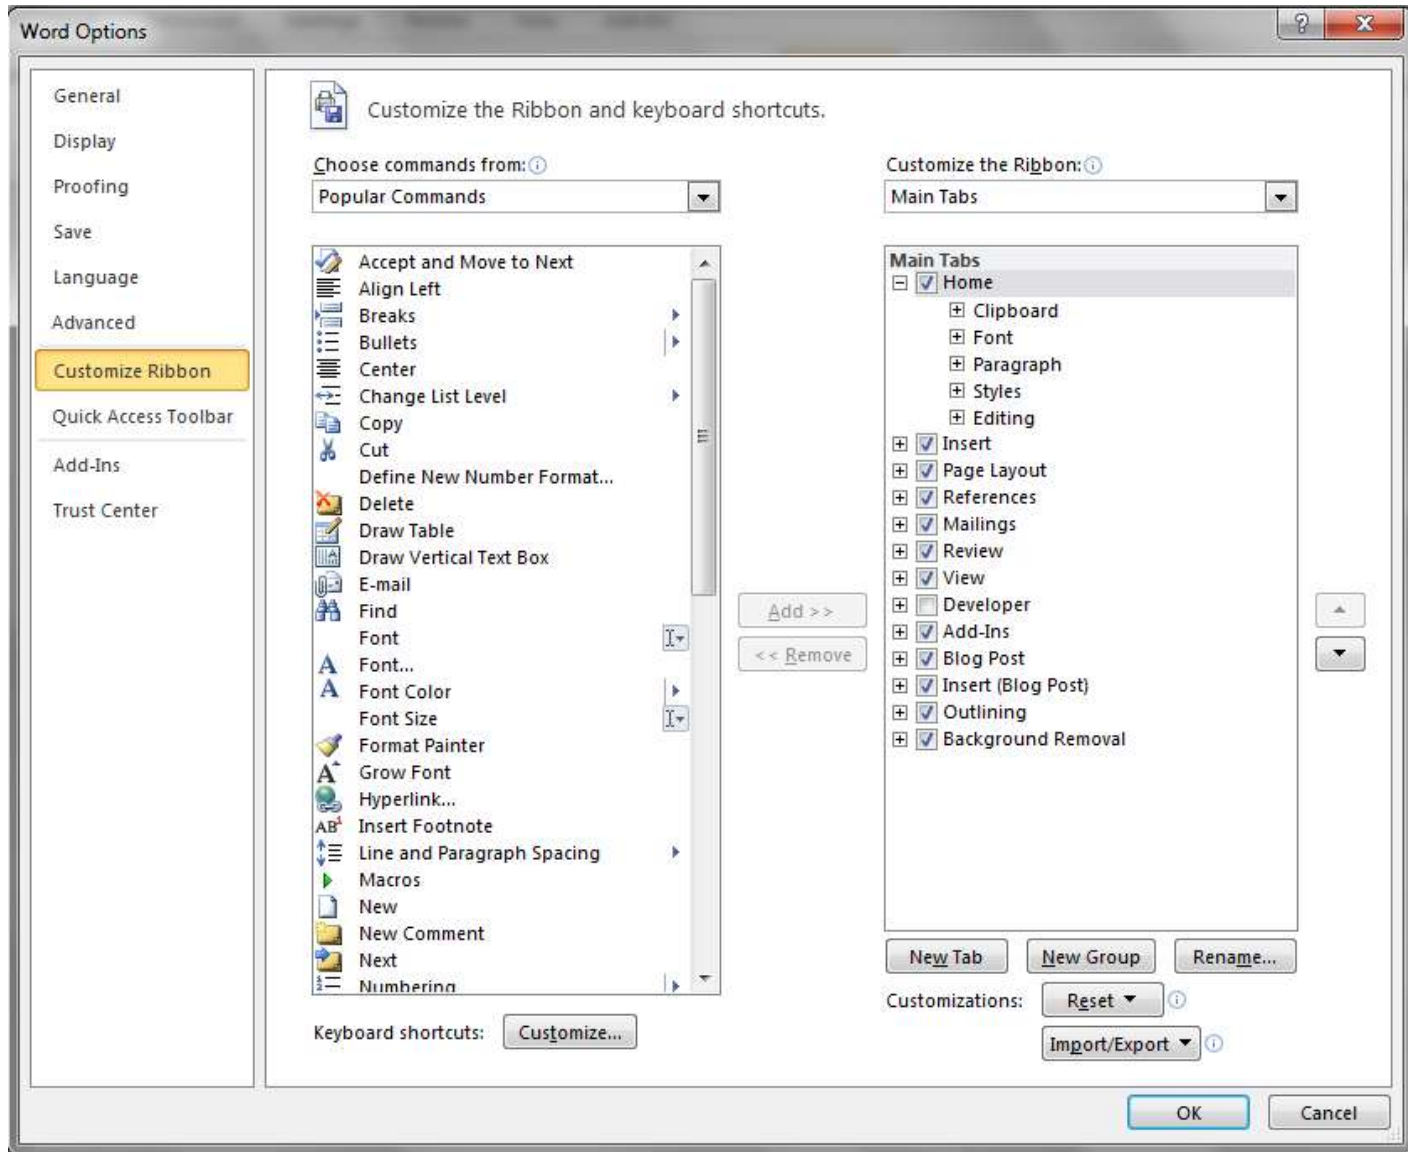 Word Options
General
Display
Proofing
Save
Language
Advanced
Customize Ribbon
Quick Access Toolbar
Add-Ins
Trust Center
Customize the Ribbon and keyboard shortcuts.
Choose commands from:
Popular Commands
Accept and Move to Next
Align Left
Breaks
Bullets
Center
Change List Level
Copy
Cut
Define New Number Format...
Delete
Draw Table
Draw Vertical Text Box
E-mail
Find
Font
Font...
Font Color
Font Size
Format Painter
Grow Font
Hyperlink...
Insert Footnote
Line and Paragraph Spacing
Macros
New
New Comment
Next
Numbering
Keyboard shortcuts: Customize...
Add >>
<< Remove
Customize the Ribbon:
Main Tabs
Main Tabs
Home
Clipboard
Font
Paragraph
Styles
Editing
Insert
Page Layout
References
Mailings
Review
View
Developer
Add-Ins
Blog Post
Insert (Blog Post)
Outlining
Background Removal
New Tab New Group Rename...
Customizations: Reset
Import/Export
OK Cancel